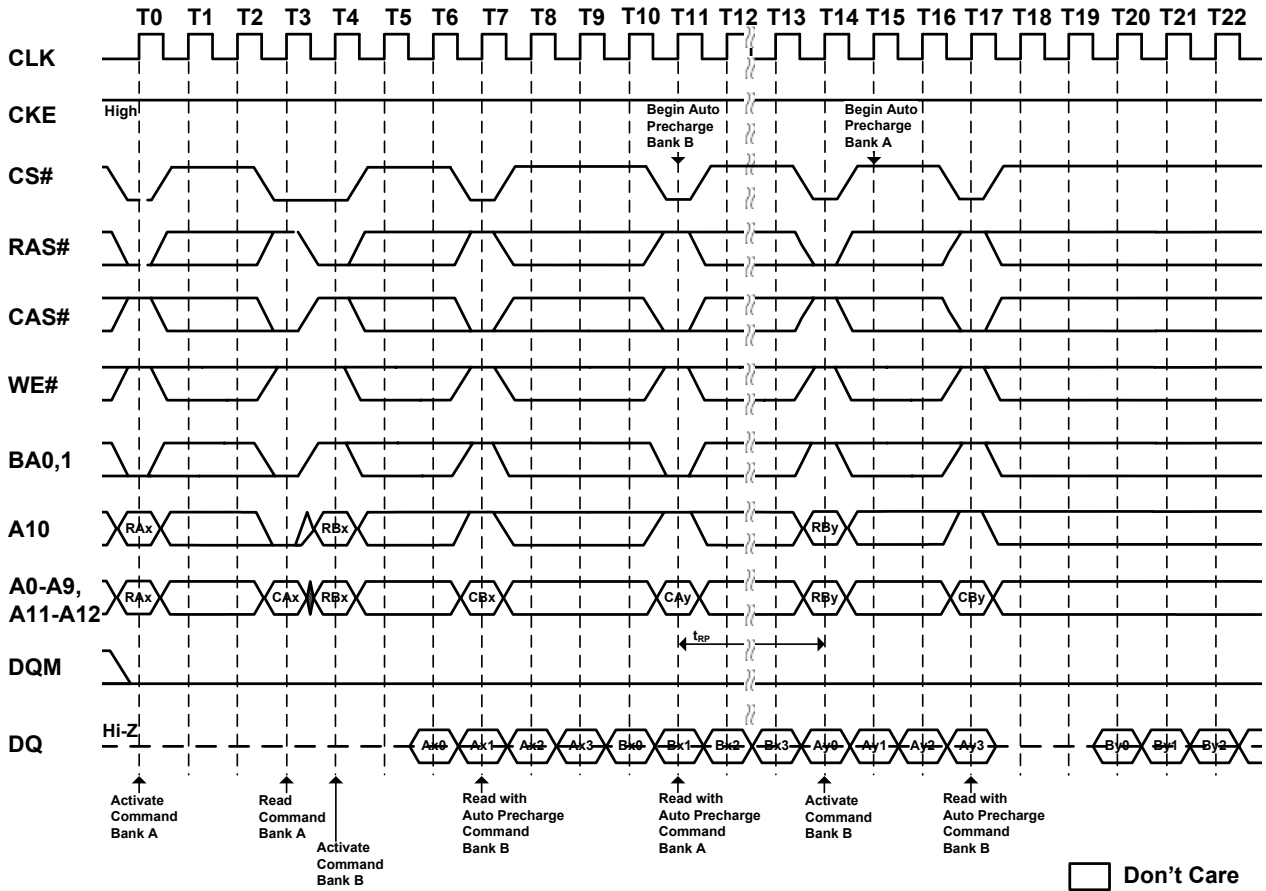 T0 T1 T2 T3 T4 T5 T6 T7 T8 T9 T10 T11 T12 T13 T14 T15 T16 T17 T18 T19 T20 T21 T22
CLK
CKE
High
Begin Auto
Precharge
Bank B
Begin Auto
Precharge
Bank A
CS#
RAS#
CAS#
WE#
BA0,1
A10
RAx RBx RBy
A0-A9,
A11-A12
RAx CAx RBx CBx CAy RBy CBy
tRP
DQM
DQ
Hi-Z
Ax0 Ax1 Ax2 Ax3 Bx0 Bx1 Bx2 Bx3 Ay0 Ay1 Ay2 Ay3 By0 By1 By2
Activate
Command
Bank A
Read
Command
Bank A
Activate
Command
Bank B
Read with
Auto Precharge
Command
Bank B
Read with
Auto Precharge
Command
Bank A
Activate
Command
Bank B
Read with
Auto Precharge
Command
Bank B
Don't Care